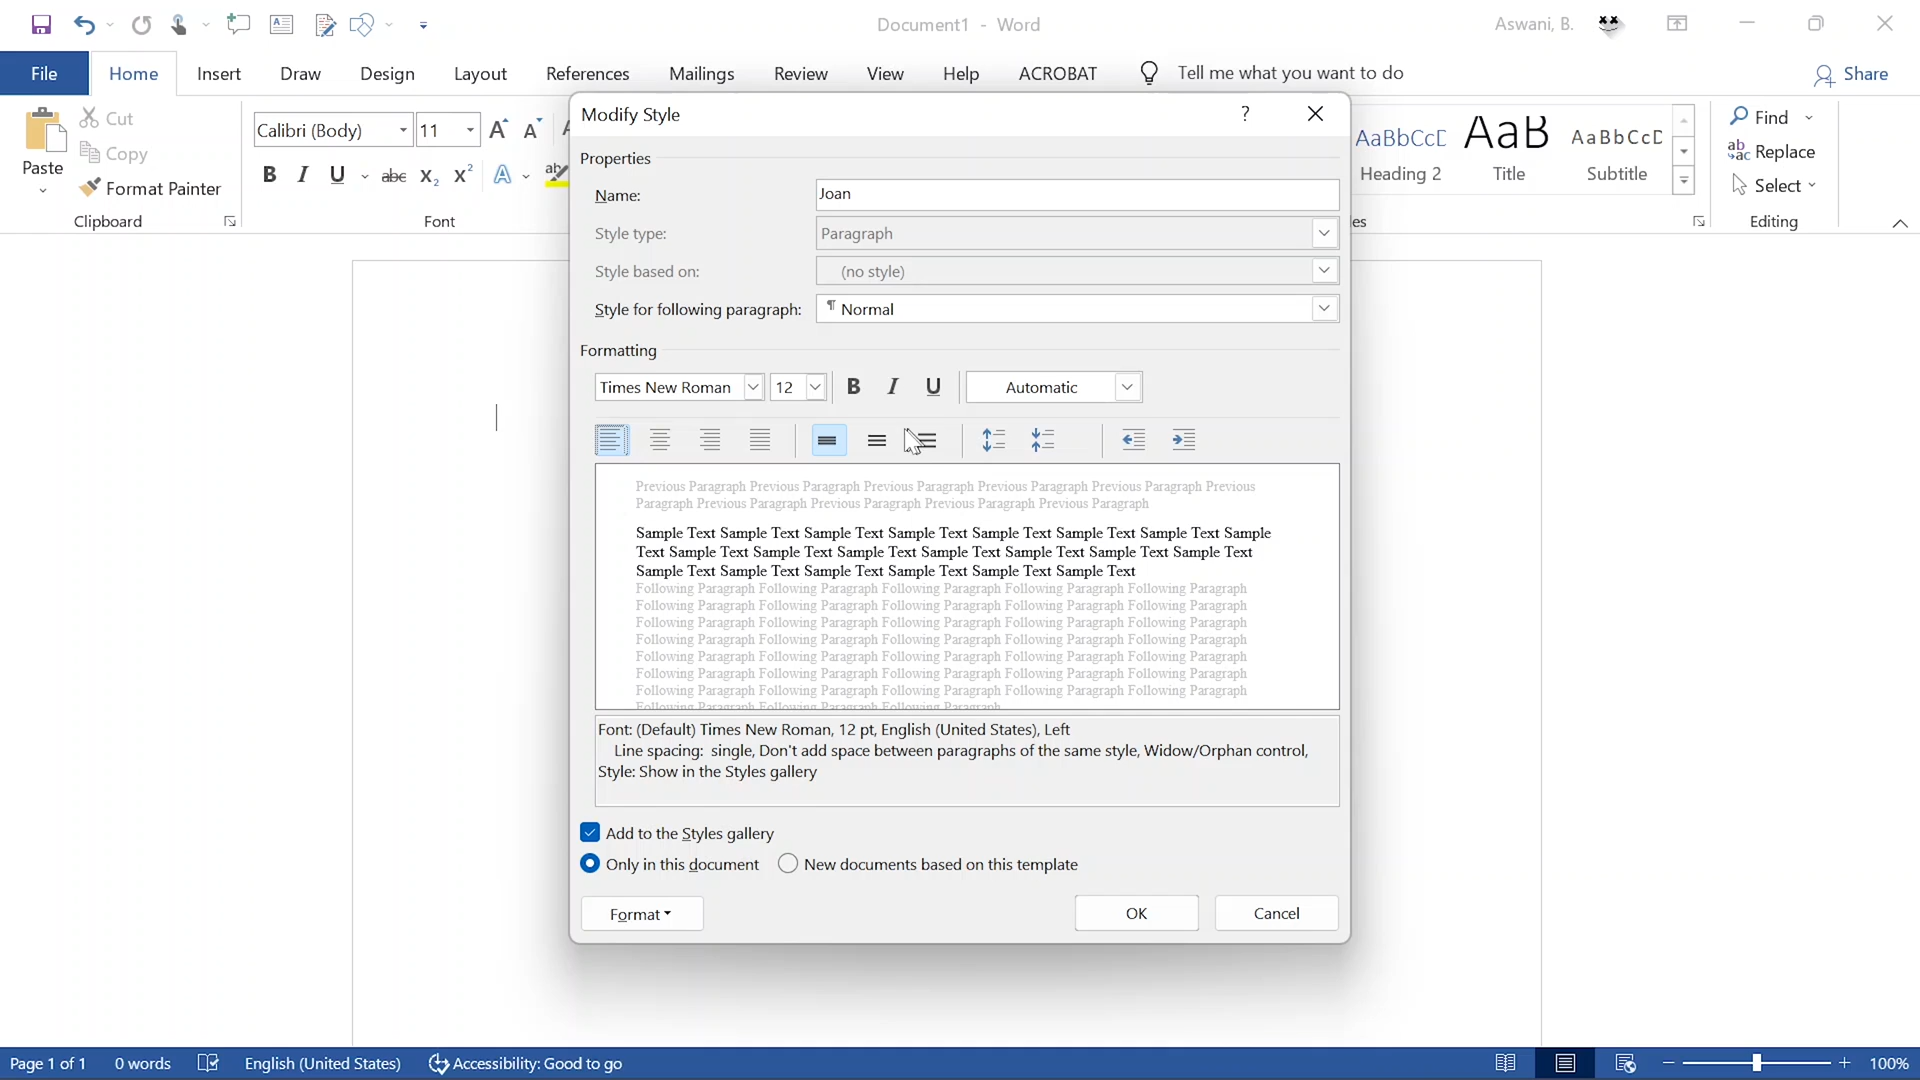 Document1 - Word
Aswani, B.
File Home Insert Draw Design Layout References Mailings Review View Help ACROBAT Tell me what you want to do Share
Paste
Cut
Copy
Format Painter
Clipboard
Calibri (Body) 11
B I U abc X₂ X² A ab
Font
AaBbCcD AaB AaBbCcD
Heading 2 Title Subtitle
es
Find
Replace
Select
Editing
Modify Style ?
Properties
Name: Joan
Style type: Paragraph
Style based on: (no style)
Style for following paragraph: ¶ Normal
Formatting
Times New Roman 12 B I U Automatic
Previous Paragraph Previous Paragraph Previous Paragraph Previous Paragraph Previous Paragraph Previous
Paragraph Previous Paragraph Previous Paragraph Previous Paragraph Previous Paragraph
Sample Text Sample Text Sample Text Sample Text Sample Text Sample Text Sample Text Sample
Text Sample Text Sample Text Sample Text Sample Text Sample Text Sample Text Sample Text
Sample Text Sample Text Sample Text Sample Text Sample Text Sample Text
Following Paragraph Following Paragraph Following Paragraph Following Paragraph Following Paragraph
Following Paragraph Following Paragraph Following Paragraph Following Paragraph Following Paragraph
Following Paragraph Following Paragraph Following Paragraph Following Paragraph Following Paragraph
Following Paragraph Following Paragraph Following Paragraph Following Paragraph Following Paragraph
Following Paragraph Following Paragraph Following Paragraph Following Paragraph Following Paragraph
Following Paragraph Following Paragraph Following Paragraph Following Paragraph Following Paragraph
Following Paragraph Following Paragraph Following Paragraph Following Paragraph Following Paragraph
Following Paragraph Following Paragraph Following Paragraph
Font: (Default) Times New Roman, 12 pt, English (United States), Left
Line spacing: single, Don't add space between paragraphs of the same style, Widow/Orphan control,
Style: Show in the Styles gallery
Add to the Styles gallery
Only in this document New documents based on this template
Format OK Cancel
Page 1 of 1 0 words English (United States) Accessibility: Good to go 100%